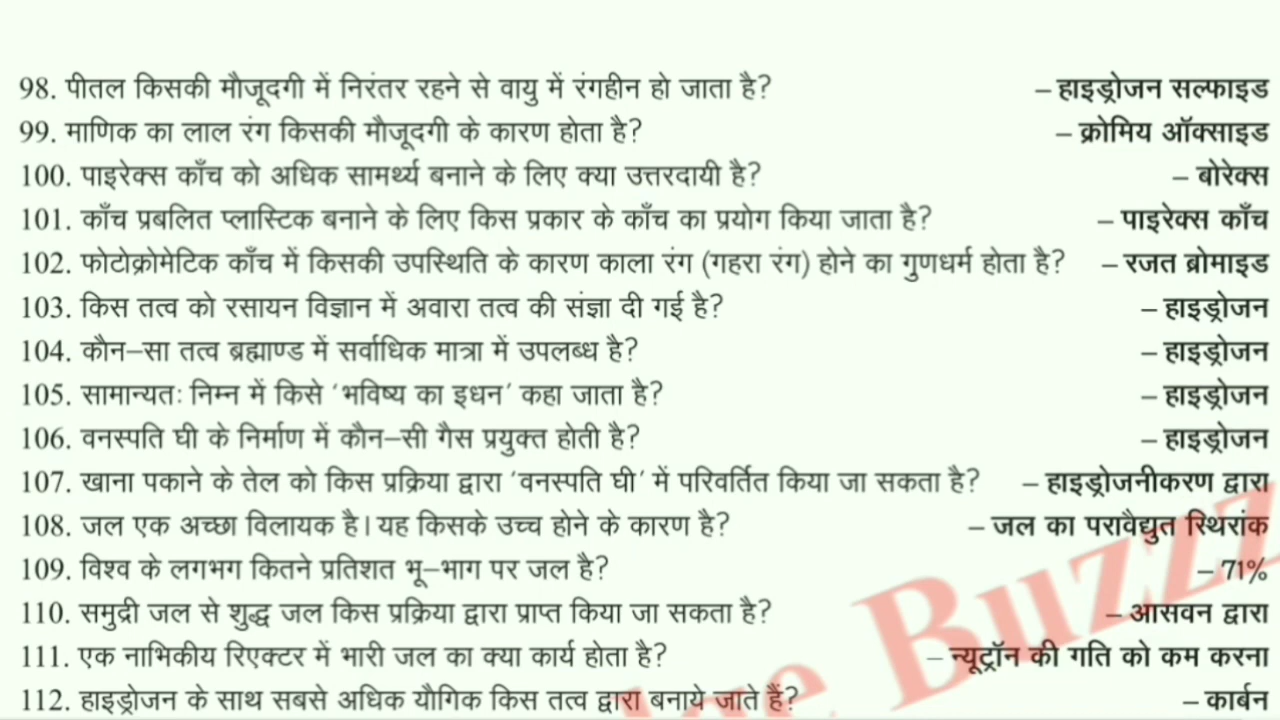 98. पीतल किसकी मौजूदगी में निरंतर रहने से वायु में रंगहीन हो जाता है? – हाइड्रोजन सल्फाइड
99. माणिक का लाल रंग किसकी मौजूदगी के कारण होता है? – क्रोमिय ऑक्साइड
100. पाइरेक्स काँच को अधिक सामर्थ्य बनाने के लिए क्या उत्तरदायी है? – बोरेक्स
101. काँच प्रबलित प्लास्टिक बनाने के लिए किस प्रकार के काँच का प्रयोग किया जाता है? – पाइरेक्स काँच
102. फोटोक्रोमेटिक काँच में किसकी उपस्थिति के कारण काला रंग (गहरा रंग) होने का गुणधर्म होता है? – रजत ब्रोमाइड
103. किस तत्व को रसायन विज्ञान में अवारा तत्व की संज्ञा दी गई है? – हाइड्रोजन
104. कौन–सा तत्व ब्रह्माण्ड में सर्वाधिक मात्रा में उपलब्ध है? – हाइड्रोजन
105. सामान्यतः निम्न में किसे ‘भविष्य का इधन’ कहा जाता है? – हाइड्रोजन
106. वनस्पति घी के निर्माण में कौन–सी गैस प्रयुक्त होती है? – हाइड्रोजन
107. खाना पकाने के तेल को किस प्रक्रिया द्वारा ‘वनस्पति घी’ में परिवर्तित किया जा सकता है? – हाइड्रोजनीकरण द्वारा
108. जल एक अच्छा विलायक है। यह किसके उच्च होने के कारण है? – जल का परावैद्युत स्थिरांक
109. विश्व के लगभग कितने प्रतिशत भू–भाग पर जल है? – 71%
110. समुद्री जल से शुद्ध जल किस प्रक्रिया द्वारा प्राप्त किया जा सकता है? – आसवन द्वारा
111. एक नाभिकीय रिएक्टर में भारी जल का क्या कार्य होता है? – न्यूट्रॉन की गति को कम करना
112. हाइड्रोजन के साथ सबसे अधिक यौगिक किस तत्व द्वारा बनाये जाते हैं? – कार्बन
Buzzz